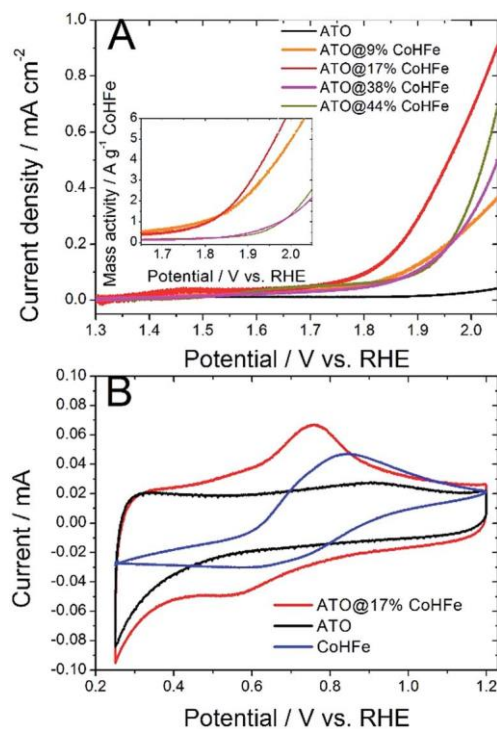 A
ATO
ATO@9% CoHFe
ATO@17% CoHFe
ATO@38% CoHFe
ATO@44% CoHFe
Current density / mA cm⁻²
1.0
0.8
0.6
0.4
0.2
0.0
Mass activity / A g⁻¹ CoHFe
6
5
4
3
2
1
0
1.7 1.8 1.9 2.0
Potential / V vs. RHE
1.3 1.4 1.5 1.6 1.7 1.8 1.9 2.0
Potential / V vs. RHE
B
Current / mA
0.10
0.08
0.06
0.04
0.02
0.00
-0.02
-0.04
-0.06
-0.08
-0.10
ATO@17% CoHFe
ATO
CoHFe
0.2 0.4 0.6 0.8 1.0 1.2
Potential / V vs. RHE